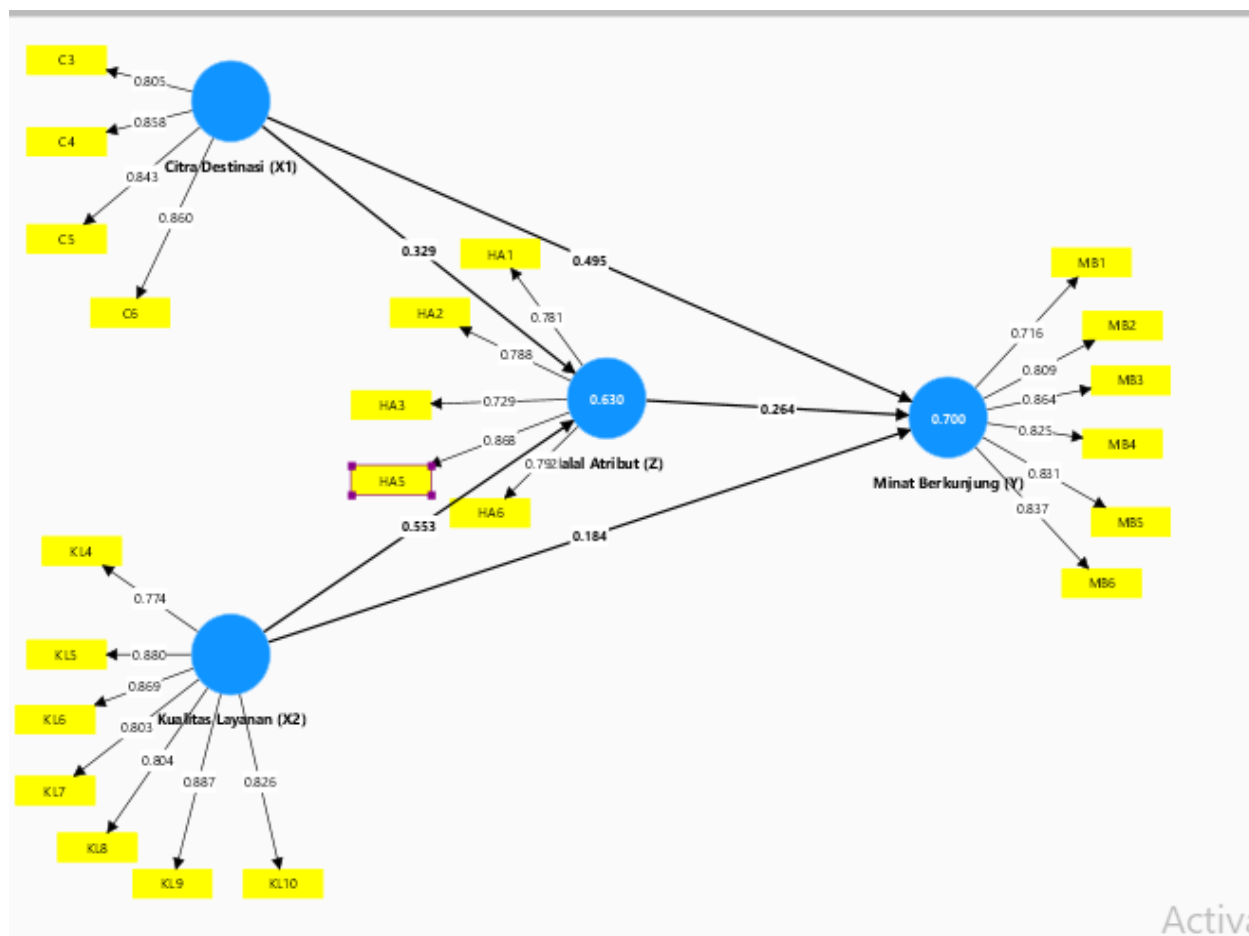 C3
0.805
C4
0.858
Citra Destinasi (X1)
0.843
C5
0.860
C6
0.329
0.495
HA1
0.781
HA2
0.788
HA3
0.729
0.868
HA5
0.792
HA6
0.630
alal Atribut (Z)
0.264
0.553
0.184
MB1
0.716
MB2
0.809
MB3
0.864
MB4
0.825
0.700
Minat Berkunjung (Y)
0.831
MB5
0.837
MB6
KL4
0.774
KL5
0.880
KL6
0.869
Kualitas Layanan (X2)
0.803
KL7
0.804
KL8
0.887
KL9
0.826
KL10
Activa